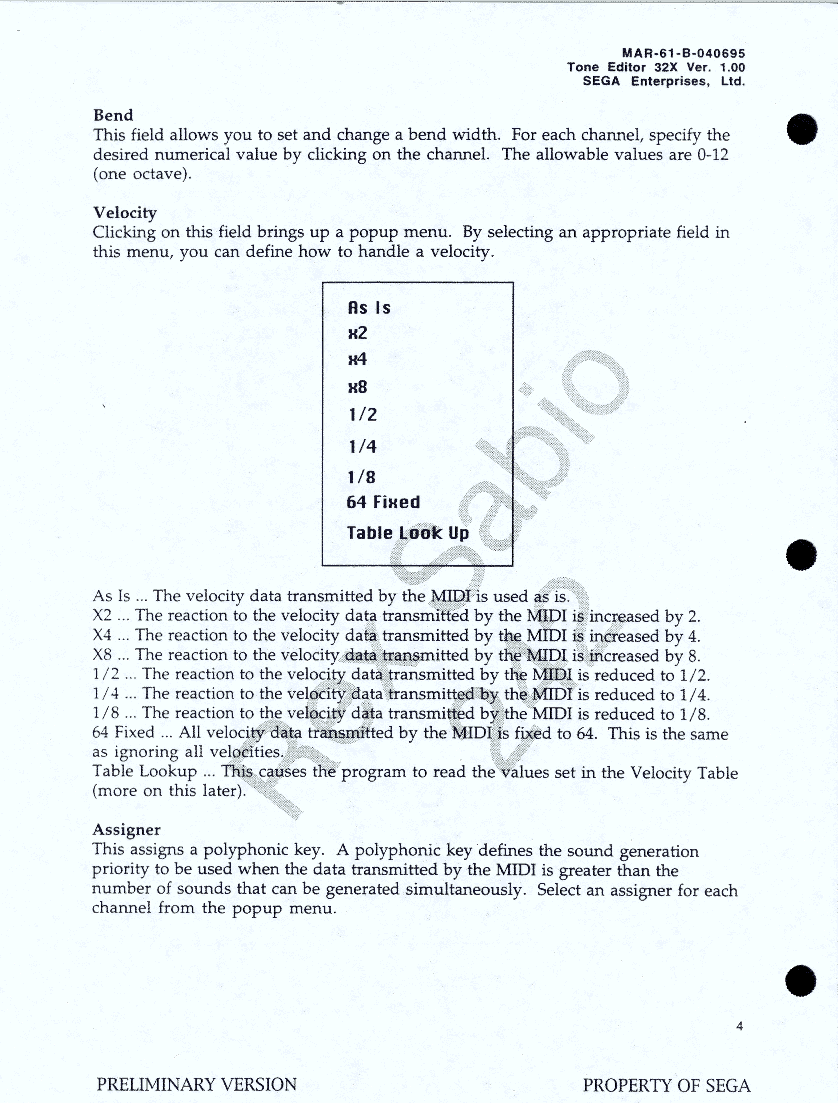 MAR-61-B-040695
Tone Editor 32X Ver. 1.00
SEGA Enterprises, Ltd.
Bend
This field allows you to set and change a bend width. For each channel, specify the
desired numerical value by clicking on the channel. The allowable values are 0-12
(one octave).
Velocity
Clicking on this field brings up a popup menu. By selecting an appropriate field in
this menu, you can define how to handle a velocity.
As Is
x2
x4
x8
1/2
1/4
1/8
64 Fixed
Table Look Up
As Is ... The velocity data transmitted by the MIDI is used as is.
X2 ... The reaction to the velocity data transmitted by the MIDI is increased by 2.
X4 ... The reaction to the velocity data transmitted by the MIDI is increased by 4.
X8 ... The reaction to the velocity data transmitted by the MIDI is increased by 8.
1/2 ... The reaction to the velocity data transmitted by the MIDI is reduced to 1/2.
1/4 ... The reaction to the velocity data transmitted by the MIDI is reduced to 1/4.
1/8 ... The reaction to the velocity data transmitted by the MIDI is reduced to 1/8.
64 Fixed ... All velocity data transmitted by the MIDI is fixed to 64. This is the same
as ignoring all velocities.
Table Lookup ... This causes the program to read the values set in the Velocity Table
(more on this later).
Assigner
This assigns a polyphonic key. A polyphonic key defines the sound generation
priority to be used when the data transmitted by the MIDI is greater than the
number of sounds that can be generated simultaneously. Select an assigner for each
channel from the popup menu.
4
PRELIMINARY VERSION
PROPERTY OF SEGA
Rex Sabio